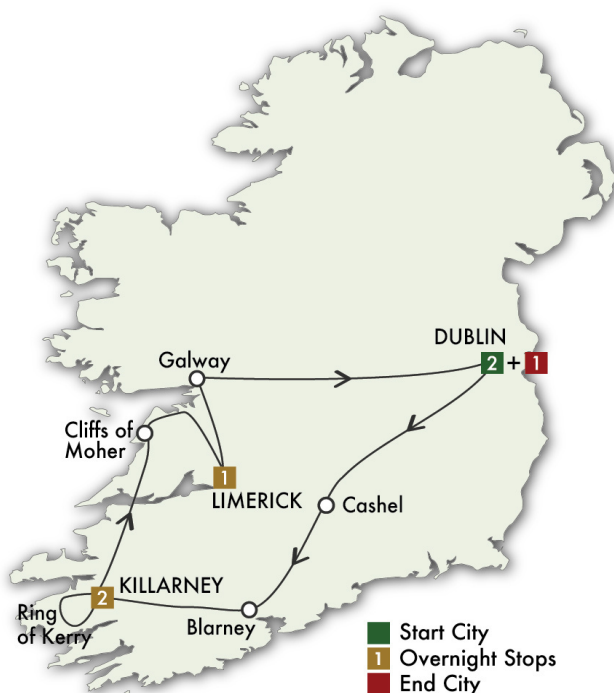 DUBLIN
2 + 1
Galway
Cliffs of
Moher
1
LIMERICK
Cashel
2
KILLARNEY
Ring
of Kerry
Blarney
Start City
1 Overnight Stops
End City